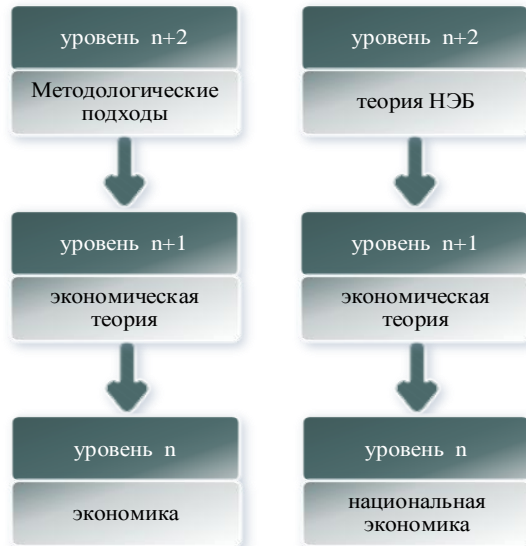 уровень n+2
Методологические
подходы
уровень n+1
экономическая
теория
уровень n
экономика
уровень n+2
теория НЭБ
уровень n+1
экономическая
теория
уровень n
национальная
экономика